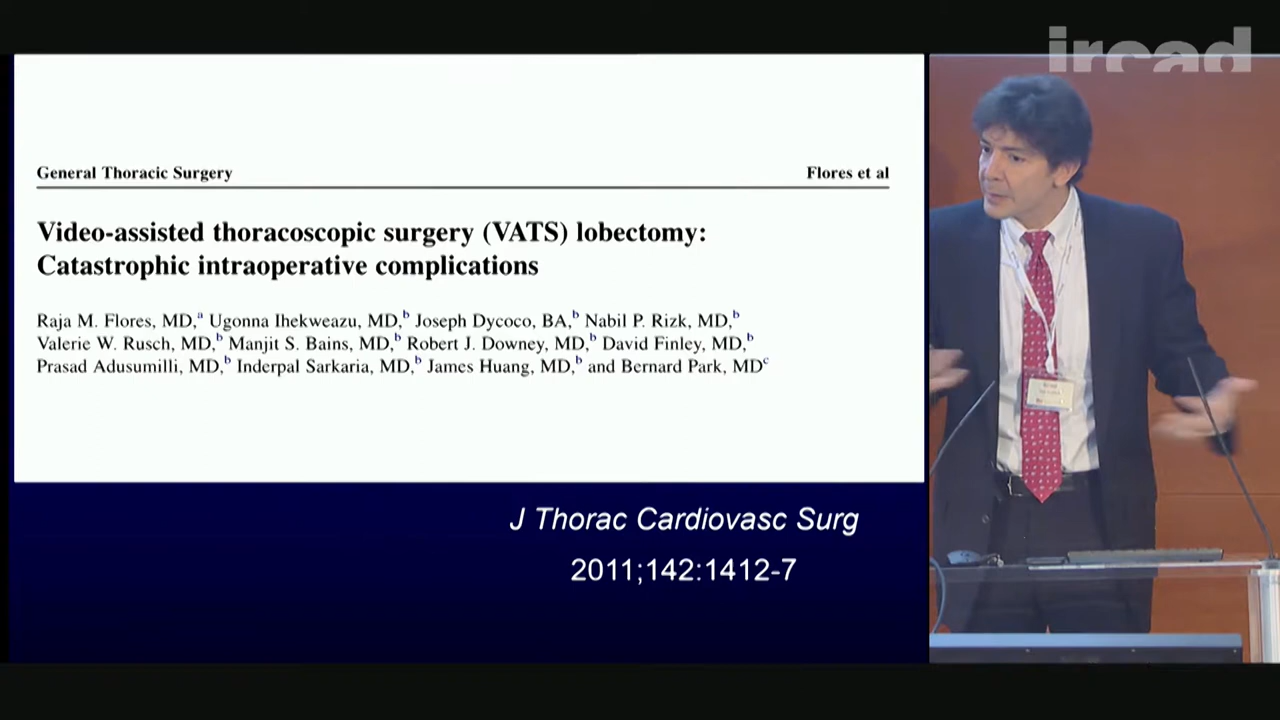 ircad
General Thoracic Surgery
Flores et al
Video-assisted thoracoscopic surgery (VATS) lobectomy:
Catastrophic intraoperative complications
Raja M. Flores, MD,ᵃ Ugonna Ihekweazu, MD,ᵇ Joseph Dycoco, BA,ᵇ Nabil P. Rizk, MD,ᵇ
Valerie W. Rusch, MD,ᵇ Manjit S. Bains, MD,ᵇ Robert J. Downey, MD,ᵇ David Finley, MD,ᵇ
Prasad Adusumilli, MD,ᵇ Inderpal Sarkaria, MD,ᵇ James Huang, MD,ᵇ and Bernard Park, MDᶜ
J Thorac Cardiovasc Surg
2011;142:1412-7